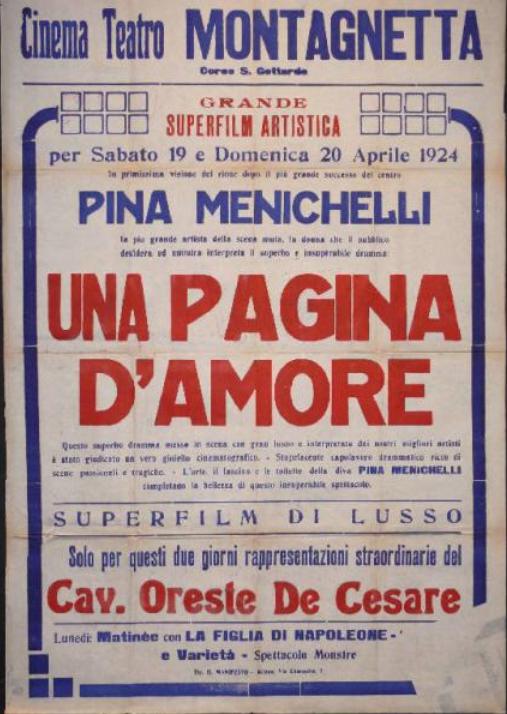 Cinema Teatro MONTAGNETTA
Corso S. Gottardo
GRANDE
SUPERFILM ARTISTICA
per Sabato 19 e Domenica 20 Aprile 1924
In primissima visione del rione dopo il più grande successo del centro
PINA MENICHELLI
la più grande artista della scena muta, la donna che il pubblico
desidera ed ammira interpreta il superbo e insuperabile dramma:
UNA PAGINA
D'AMORE
Questo superbo dramma messo in scena con gran lusso e interpretato dai nostri migliori artisti
è stato giudicato un vero gioiello cinematografico. - Stupefacente capolavoro drammatico ricco di
scene passionali e tragiche. - L'arte, il fascino e le toilette della diva PINA MENICHELLI
completano la bellezza di questo insuperabile spettacolo.
SUPERFILM DI LUSSO
Solo per questi due giorni rappresentazioni straordinarie del
Cav. Oreste De Cesare
Lunedì: Matinée con LA FIGLIA DI NAPOLEONE -
e Varietà - Spettacolo Monstre
MANIFESTO - Via